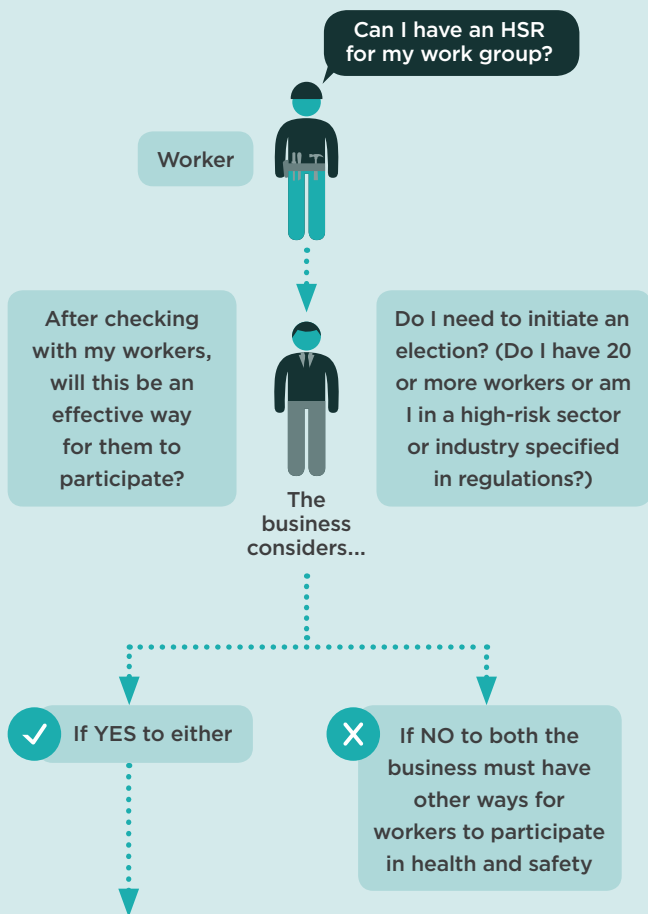 Can I have an HSR
for my work group?
Worker
After checking
with my workers,
will this be an
effective way
for them to
participate?
Do I need to initiate an
election? (Do I have 20
or more workers or am
I in a high-risk sector
or industry specified
in regulations?)
The
business
considers...
If YES to either
If NO to both the
business must have
other ways for
workers to participate
in health and safety